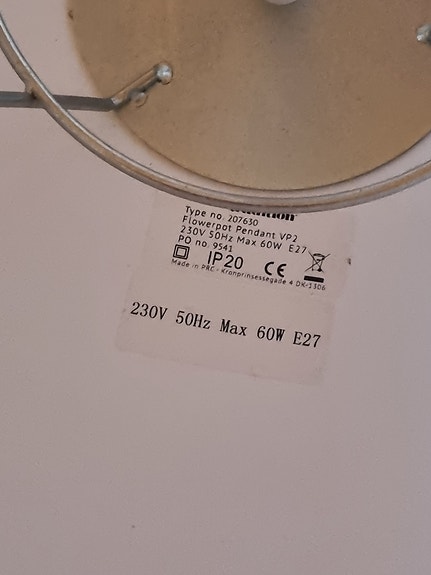 Type no. 207630
Flowerpot Pendant VP2
230V 50Hz Max 60W E27
PO no. 9541
IP20 CE
Made in PRC - Kronprinsessegade 4 DK-1306
230V 50Hz Max 60W E27